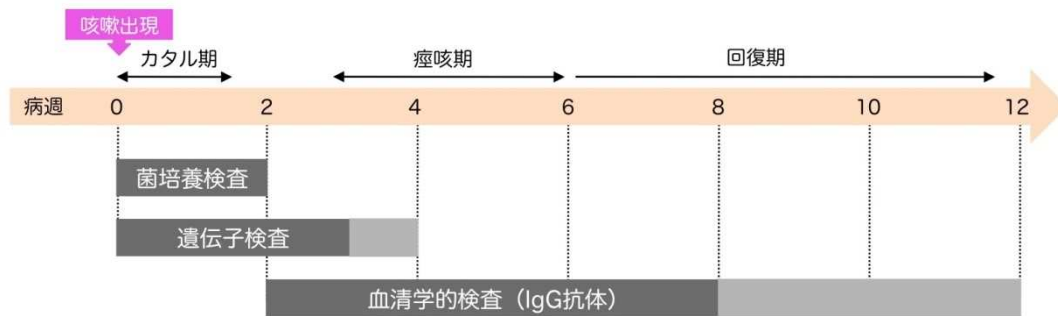 咳嗽出現
カタル期 痙咳期 回復期
病週 0 2 4 6 8 10 12
菌培養検査
遺伝子検査
血清学的検査（IgG抗体）